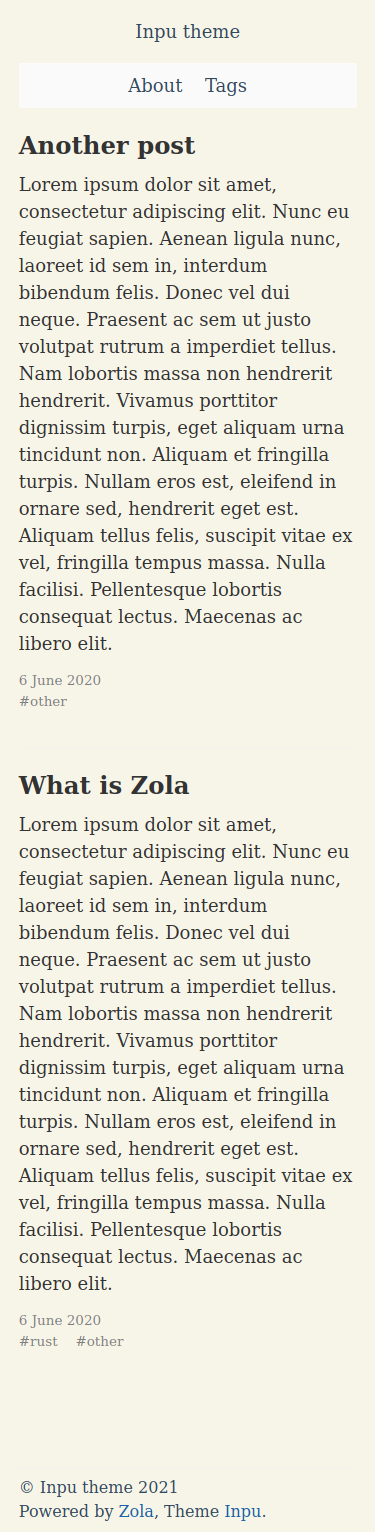 Inpu theme
About Tags
Another post
Lorem ipsum dolor sit amet,
consectetur adipiscing elit. Nunc eu
feugiat sapien. Aenean ligula nunc,
laoreet id sem in, interdum
bibendum felis. Donec vel dui
neque. Praesent ac sem ut justo
volutpat rutrum a imperdiet tellus.
Nam lobortis massa non hendrerit
hendrerit. Vivamus porttitor
dignissim turpis, eget aliquam urna
tincidunt non. Aliquam et fringilla
turpis. Nullam eros est, eleifend in
ornare sed, hendrerit eget est.
Aliquam tellus felis, suscipit vitae ex
vel, fringilla tempus massa. Nulla
facilisi. Pellentesque lobortis
consequat lectus. Maecenas ac
libero elit.
6 June 2020
#other
What is Zola
Lorem ipsum dolor sit amet,
consectetur adipiscing elit. Nunc eu
feugiat sapien. Aenean ligula nunc,
laoreet id sem in, interdum
bibendum felis. Donec vel dui
neque. Praesent ac sem ut justo
volutpat rutrum a imperdiet tellus.
Nam lobortis massa non hendrerit
hendrerit. Vivamus porttitor
dignissim turpis, eget aliquam urna
tincidunt non. Aliquam et fringilla
turpis. Nullam eros est, eleifend in
ornare sed, hendrerit eget est.
Aliquam tellus felis, suscipit vitae ex
vel, fringilla tempus massa. Nulla
facilisi. Pellentesque lobortis
consequat lectus. Maecenas ac
libero elit.
6 June 2020
#rust #other
© Inpu theme 2021
Powered by Zola, Theme Inpu.